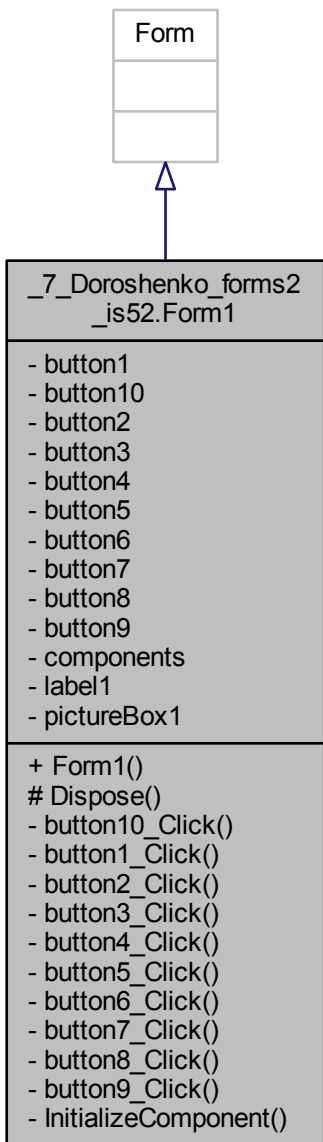 Form
_7_Doroshenko_forms2
_is52.Form1
- button1
- button10
- button2
- button3
- button4
- button5
- button6
- button7
- button8
- button9
- components
- label1
- pictureBox1
+ Form1()
# Dispose()
- button10_Click()
- button1_Click()
- button2_Click()
- button3_Click()
- button4_Click()
- button5_Click()
- button6_Click()
- button7_Click()
- button8_Click()
- button9_Click()
- InitializeComponent()